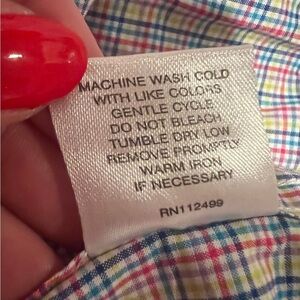 MACHINE WASH COLD
WITH LIKE COLORS
GENTLE CYCLE
DO NOT BLEACH
TUMBLE DRY LOW
REMOVE PROMPTLY
WARM IRON
IF NECESSARY
RN112499